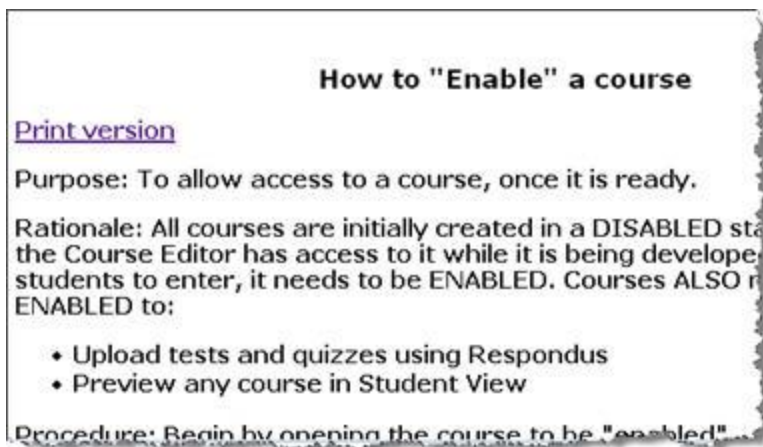 How to "Enable" a course
Print version
Purpose: To allow access to a course, once it is ready.
Rationale: All courses are initially created in a DISABLED
the Course Editor has access to it while it is being
students to enter, it needs to be ENABLED. Courses ALSO
ENABLED to:
• Upload tests and quizzes using Respondus
• Preview any course in Student View
Procedure: Begin by opening the course to be "enabled"